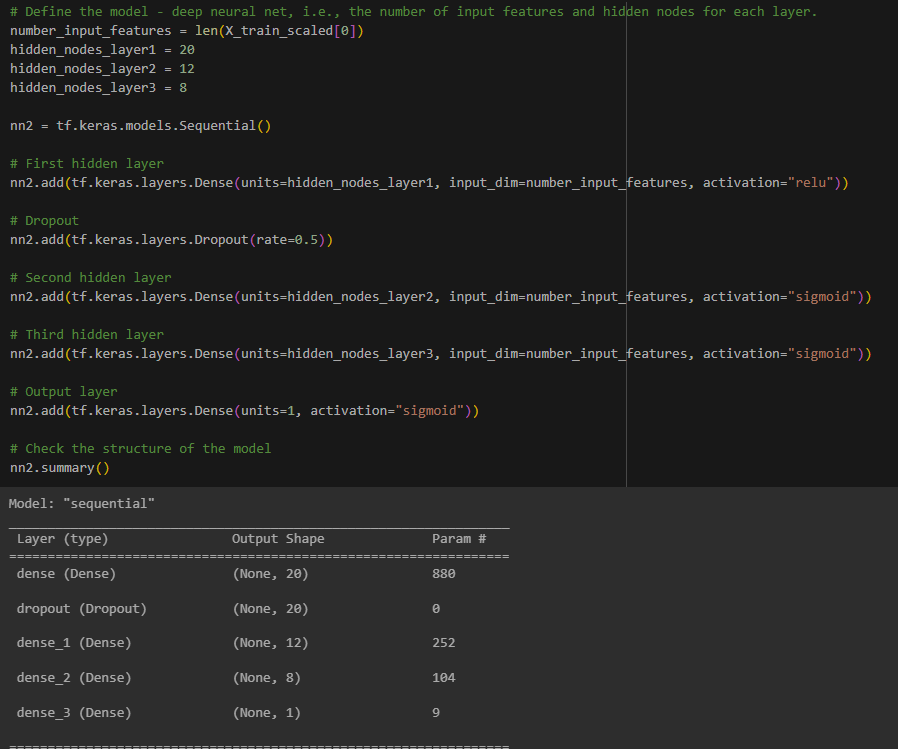 # Define the model - deep neural net, i.e., the number of input features and hidden nodes for each layer.
number_input_features = len(X_train_scaled[0])
hidden_nodes_layer1 = 20
hidden_nodes_layer2 = 12
hidden_nodes_layer3 = 8
nn2 = tf.keras.models.Sequential()
# First hidden layer
nn2.add(tf.keras.layers.Dense(units=hidden_nodes_layer1, input_dim=number_input_features, activation="relu"))
# Dropout
nn2.add(tf.keras.layers.Dropout(rate=0.5))
# Second hidden layer
nn2.add(tf.keras.layers.Dense(units=hidden_nodes_layer2, input_dim=number_input_features, activation="sigmoid"))
# Third hidden layer
nn2.add(tf.keras.layers.Dense(units=hidden_nodes_layer3, input_dim=number_input_features, activation="sigmoid"))
# Output layer
nn2.add(tf.keras.layers.Dense(units=1, activation="sigmoid"))
# Check the structure of the model
nn2.summary()
Model: "sequential"
_________________________________________________________________
Layer (type) Output Shape Param #
=================================================================
dense (Dense) (None, 20) 880
dropout (Dropout) (None, 20) 0
dense_1 (Dense) (None, 12) 252
dense_2 (Dense) (None, 8) 104
dense_3 (Dense) (None, 1) 9
=================================================================